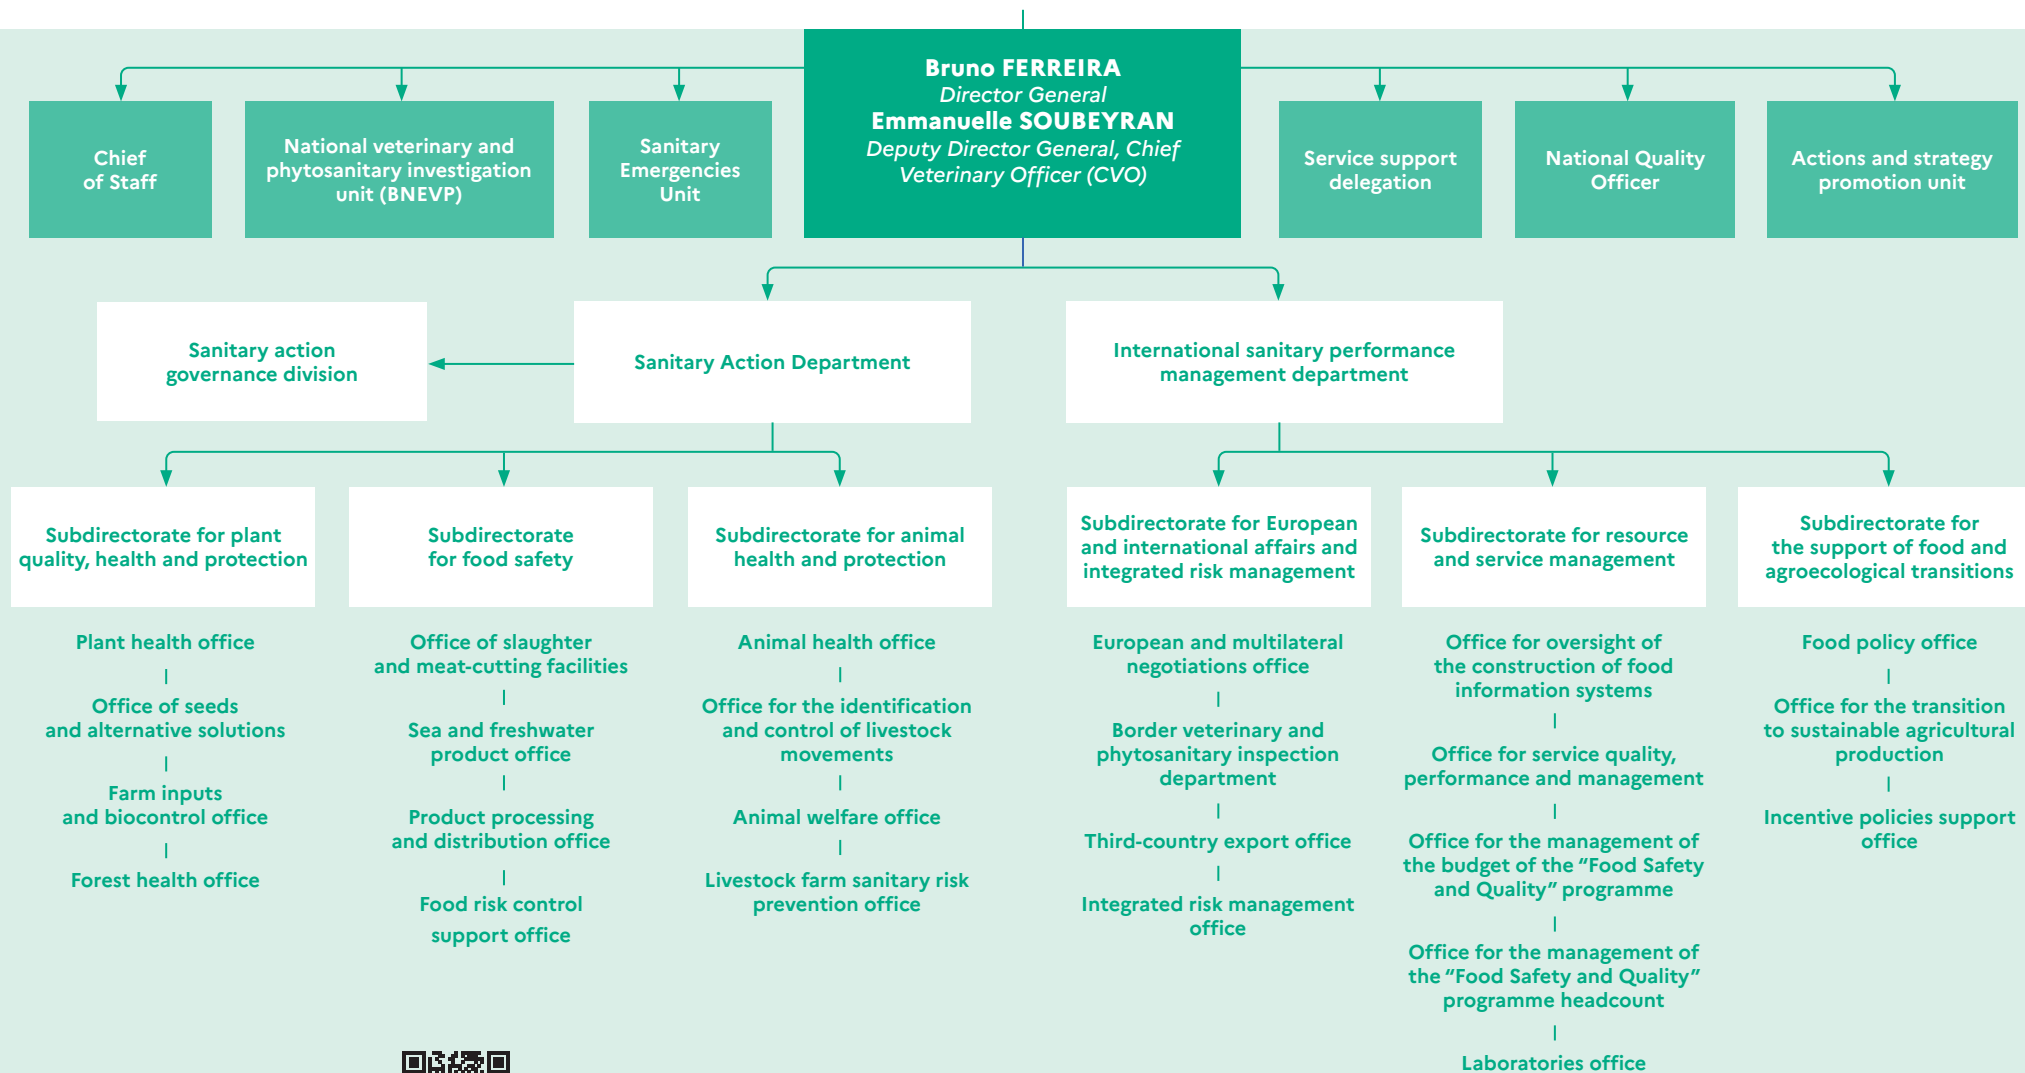 Bruno FERREIRA
Director General
Emmanuelle SOUBEYRAN
Deputy Director General, Chief
Veterinary Officer (CVO)
Chief
of Staff
National veterinary and
phytosanitary investigation
unit (BNEVP)
Sanitary
Emergencies
Unit
Service support
delegation
National Quality
Officer
Actions and strategy
promotion unit
Sanitary action
governance division
Sanitary Action Department
International sanitary performance
management department
Subdirectorate for plant
quality, health and protection
Plant health office
Office of seeds
and alternative solutions
Farm inputs
and biocontrol office
Forest health office
Subdirectorate
for food safety
Office of slaughter
and meat-cutting facilities
Sea and freshwater
product office
Product processing
and distribution office
Food risk control
support office
Subdirectorate for animal
health and protection
Animal health office
Office for the identification
and control of livestock
movements
Animal welfare office
Livestock farm sanitary risk
prevention office
Subdirectorate for European
and international affairs and
integrated risk management
European and multilateral
negotiations office
Border veterinary and
phytosanitary inspection
department
Third-country export office
Integrated risk management
office
Subdirectorate for resource
and service management
Office for oversight of
the construction of food
information systems
Office for service quality,
performance and management
Office for the management of
the budget of the “Food Safety
and Quality” programme
Office for the management of
the “Food Safety and Quality”
programme headcount
Laboratories office
Subdirectorate for
the support of food and
agroecological transitions
Food policy office
Office for the transition
to sustainable agricultural
production
Incentive policies support
office